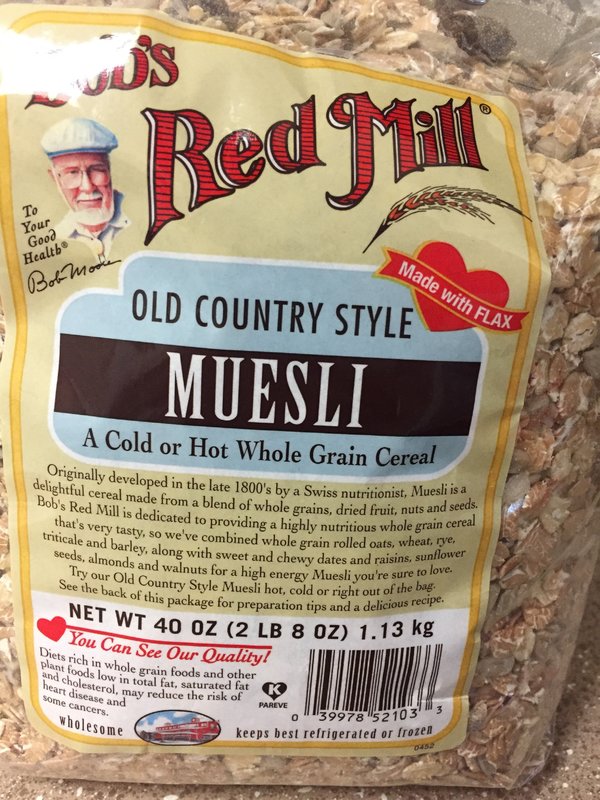 Bob's
Red Mill®
To
Your
Good
Health®
Bob Moore
Made with FLAX
OLD COUNTRY STYLE
MUESLI
A Cold or Hot Whole Grain Cereal
Originally developed in the late 1800's by a Swiss nutritionist, Muesli is a
delightful cereal made from a blend of whole grains, dried fruit, nuts and seeds.
Bob's Red Mill is dedicated to providing a highly nutritious whole grain cereal
that's very tasty, so we've combined whole grain rolled oats, wheat, rye,
triticale and barley, along with sweet and chewy dates and raisins, sunflower
seeds, almonds and walnuts for a high energy Muesli you're sure to love.
Try our Old Country Style Muesli hot, cold or right out of the bag.
See the back of this package for preparation tips and a delicious recipe.
NET WT 40 OZ (2 LB 8 OZ) 1.13 kg
You Can See Our Quality!
Diets rich in whole grain foods and other
plant foods low in total fat, saturated fat
and cholesterol, may reduce the risk of
heart disease and
some cancers.
K
PAREVE
0 39978 52103 3
wholesome
keeps best refrigerated or frozen
0452